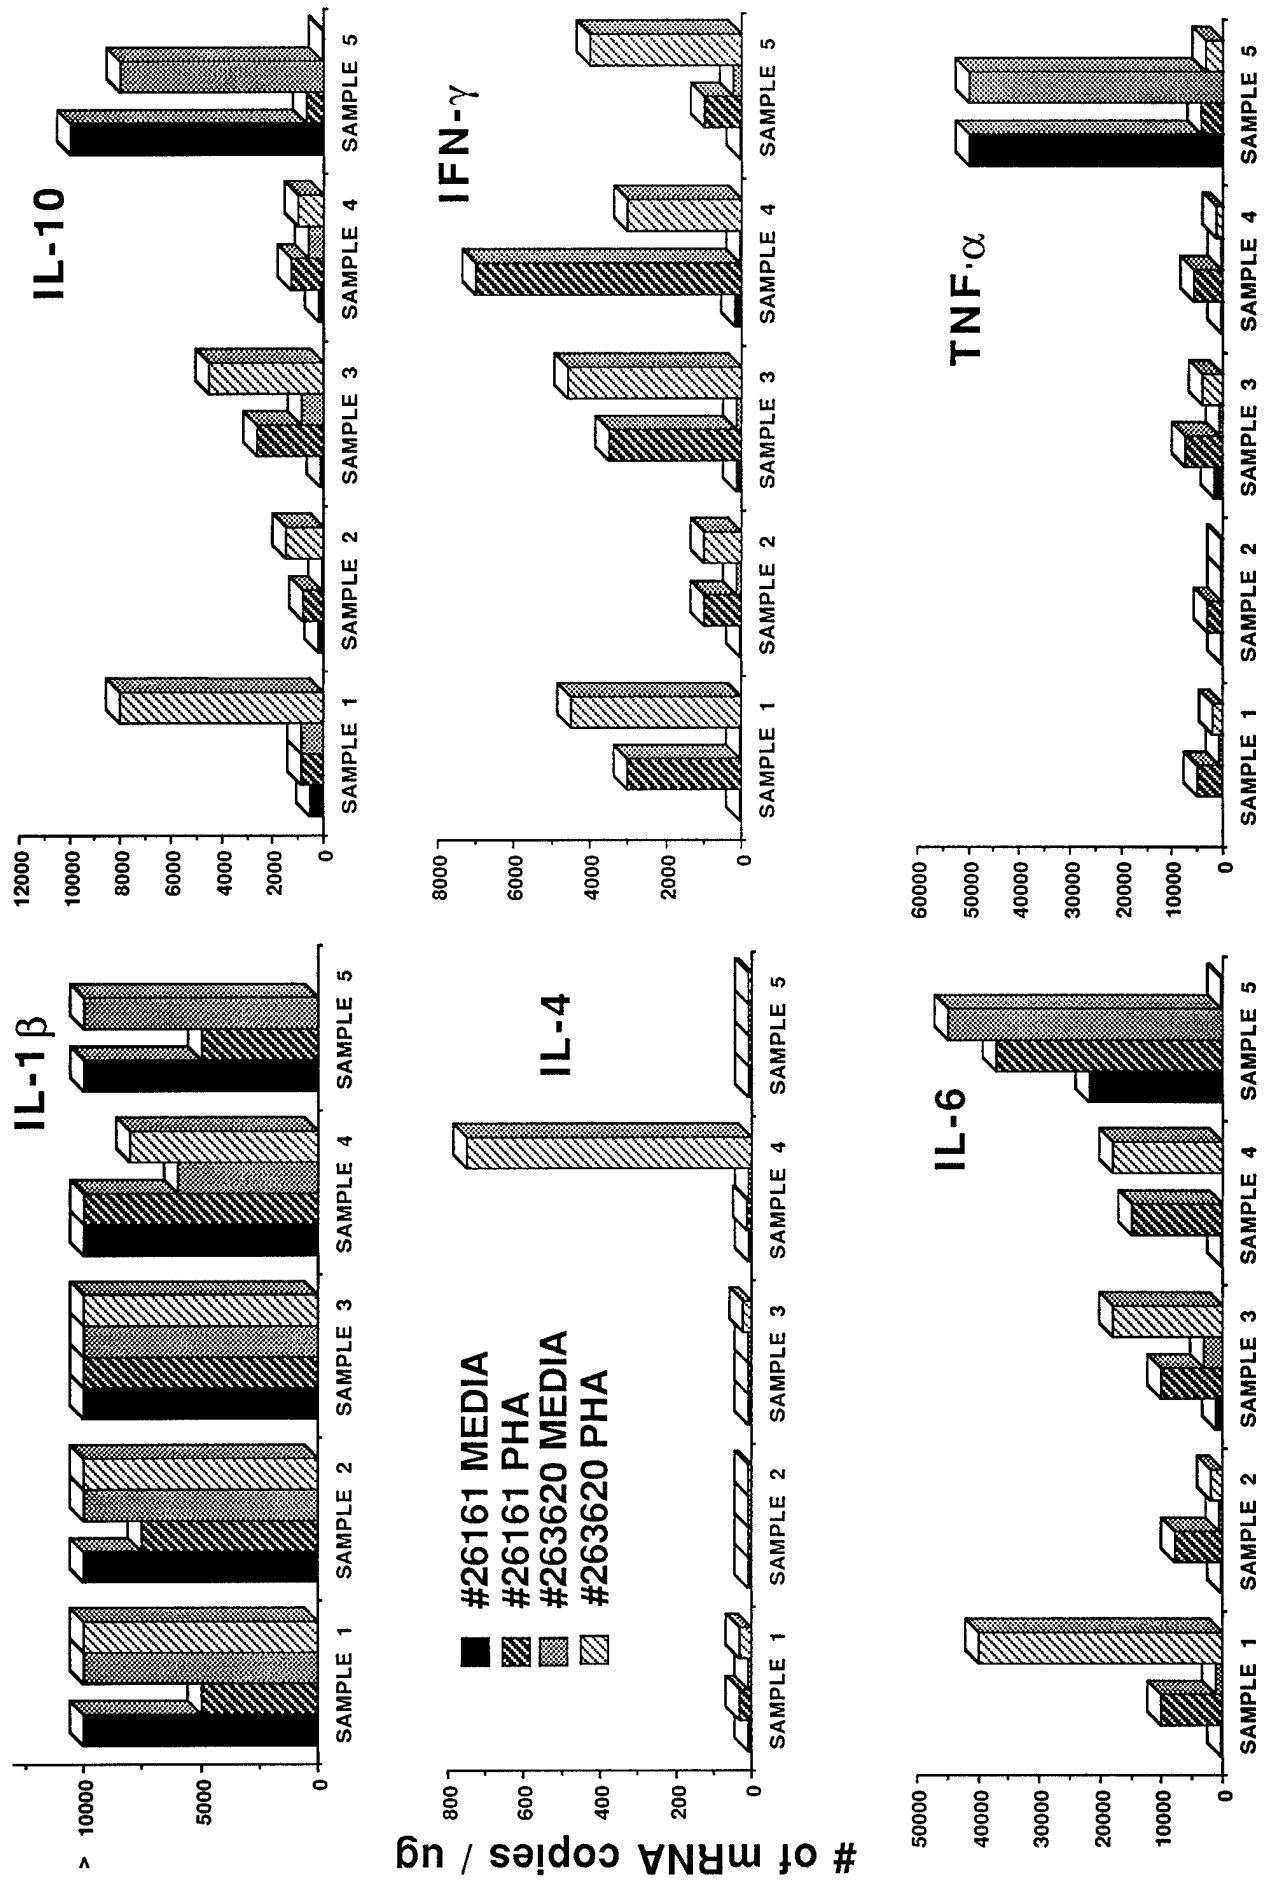 # of mRNA copies / ug
IL-1β
> 10000
5000
0
SAMPLE 1
SAMPLE 2
SAMPLE 3
SAMPLE 4
SAMPLE 5
IL-10
12000
10000
8000
6000
4000
2000
0
SAMPLE 1
SAMPLE 2
SAMPLE 3
SAMPLE 4
SAMPLE 5
IL-4
800
600
400
200
0
#26161 MEDIA
#26161 PHA
#263620 MEDIA
#263620 PHA
SAMPLE 1
SAMPLE 2
SAMPLE 3
SAMPLE 4
SAMPLE 5
IFN-γ
8000
6000
4000
2000
0
SAMPLE 1
SAMPLE 2
SAMPLE 3
SAMPLE 4
SAMPLE 5
IL-6
50000
40000
30000
20000
10000
0
SAMPLE 1
SAMPLE 2
SAMPLE 3
SAMPLE 4
SAMPLE 5
TNF-α
60000
50000
40000
30000
20000
10000
0
SAMPLE 1
SAMPLE 2
SAMPLE 3
SAMPLE 4
SAMPLE 5